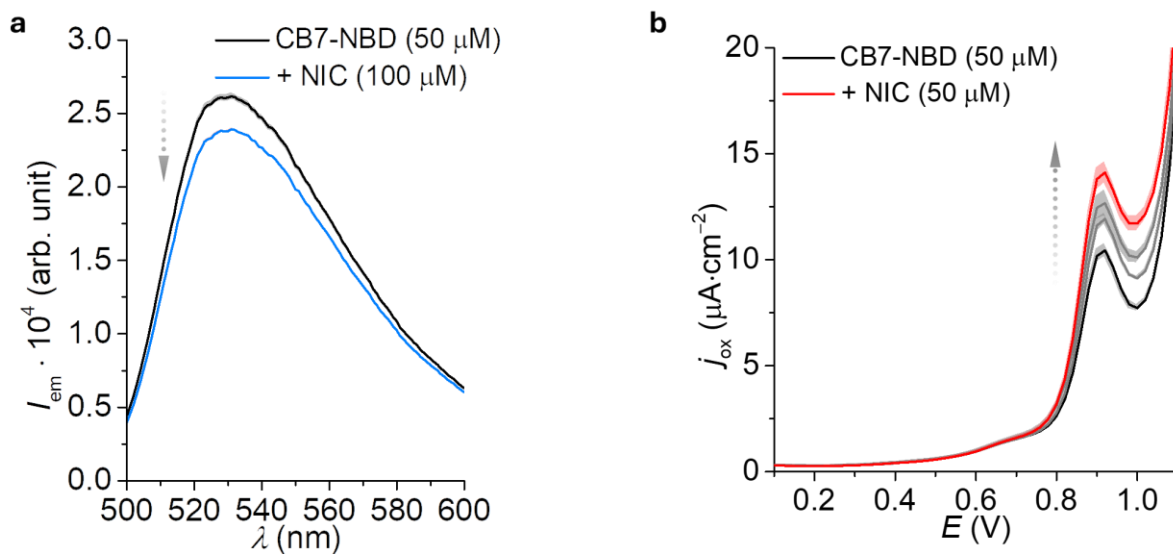 a
CB7-NBD (50 μM)
+ NIC (100 μM)
3.0
2.5
2.0
1.5
1.0
0.5
0.0
I_em · 10⁴ (arb. unit)
500 520 540 560 580 600
λ (nm)
b
CB7-NBD (50 μM)
+ NIC (50 μM)
20
15
10
5
0
j_ox (μA·cm⁻²)
0.2 0.4 0.6 0.8 1.0
E (V)